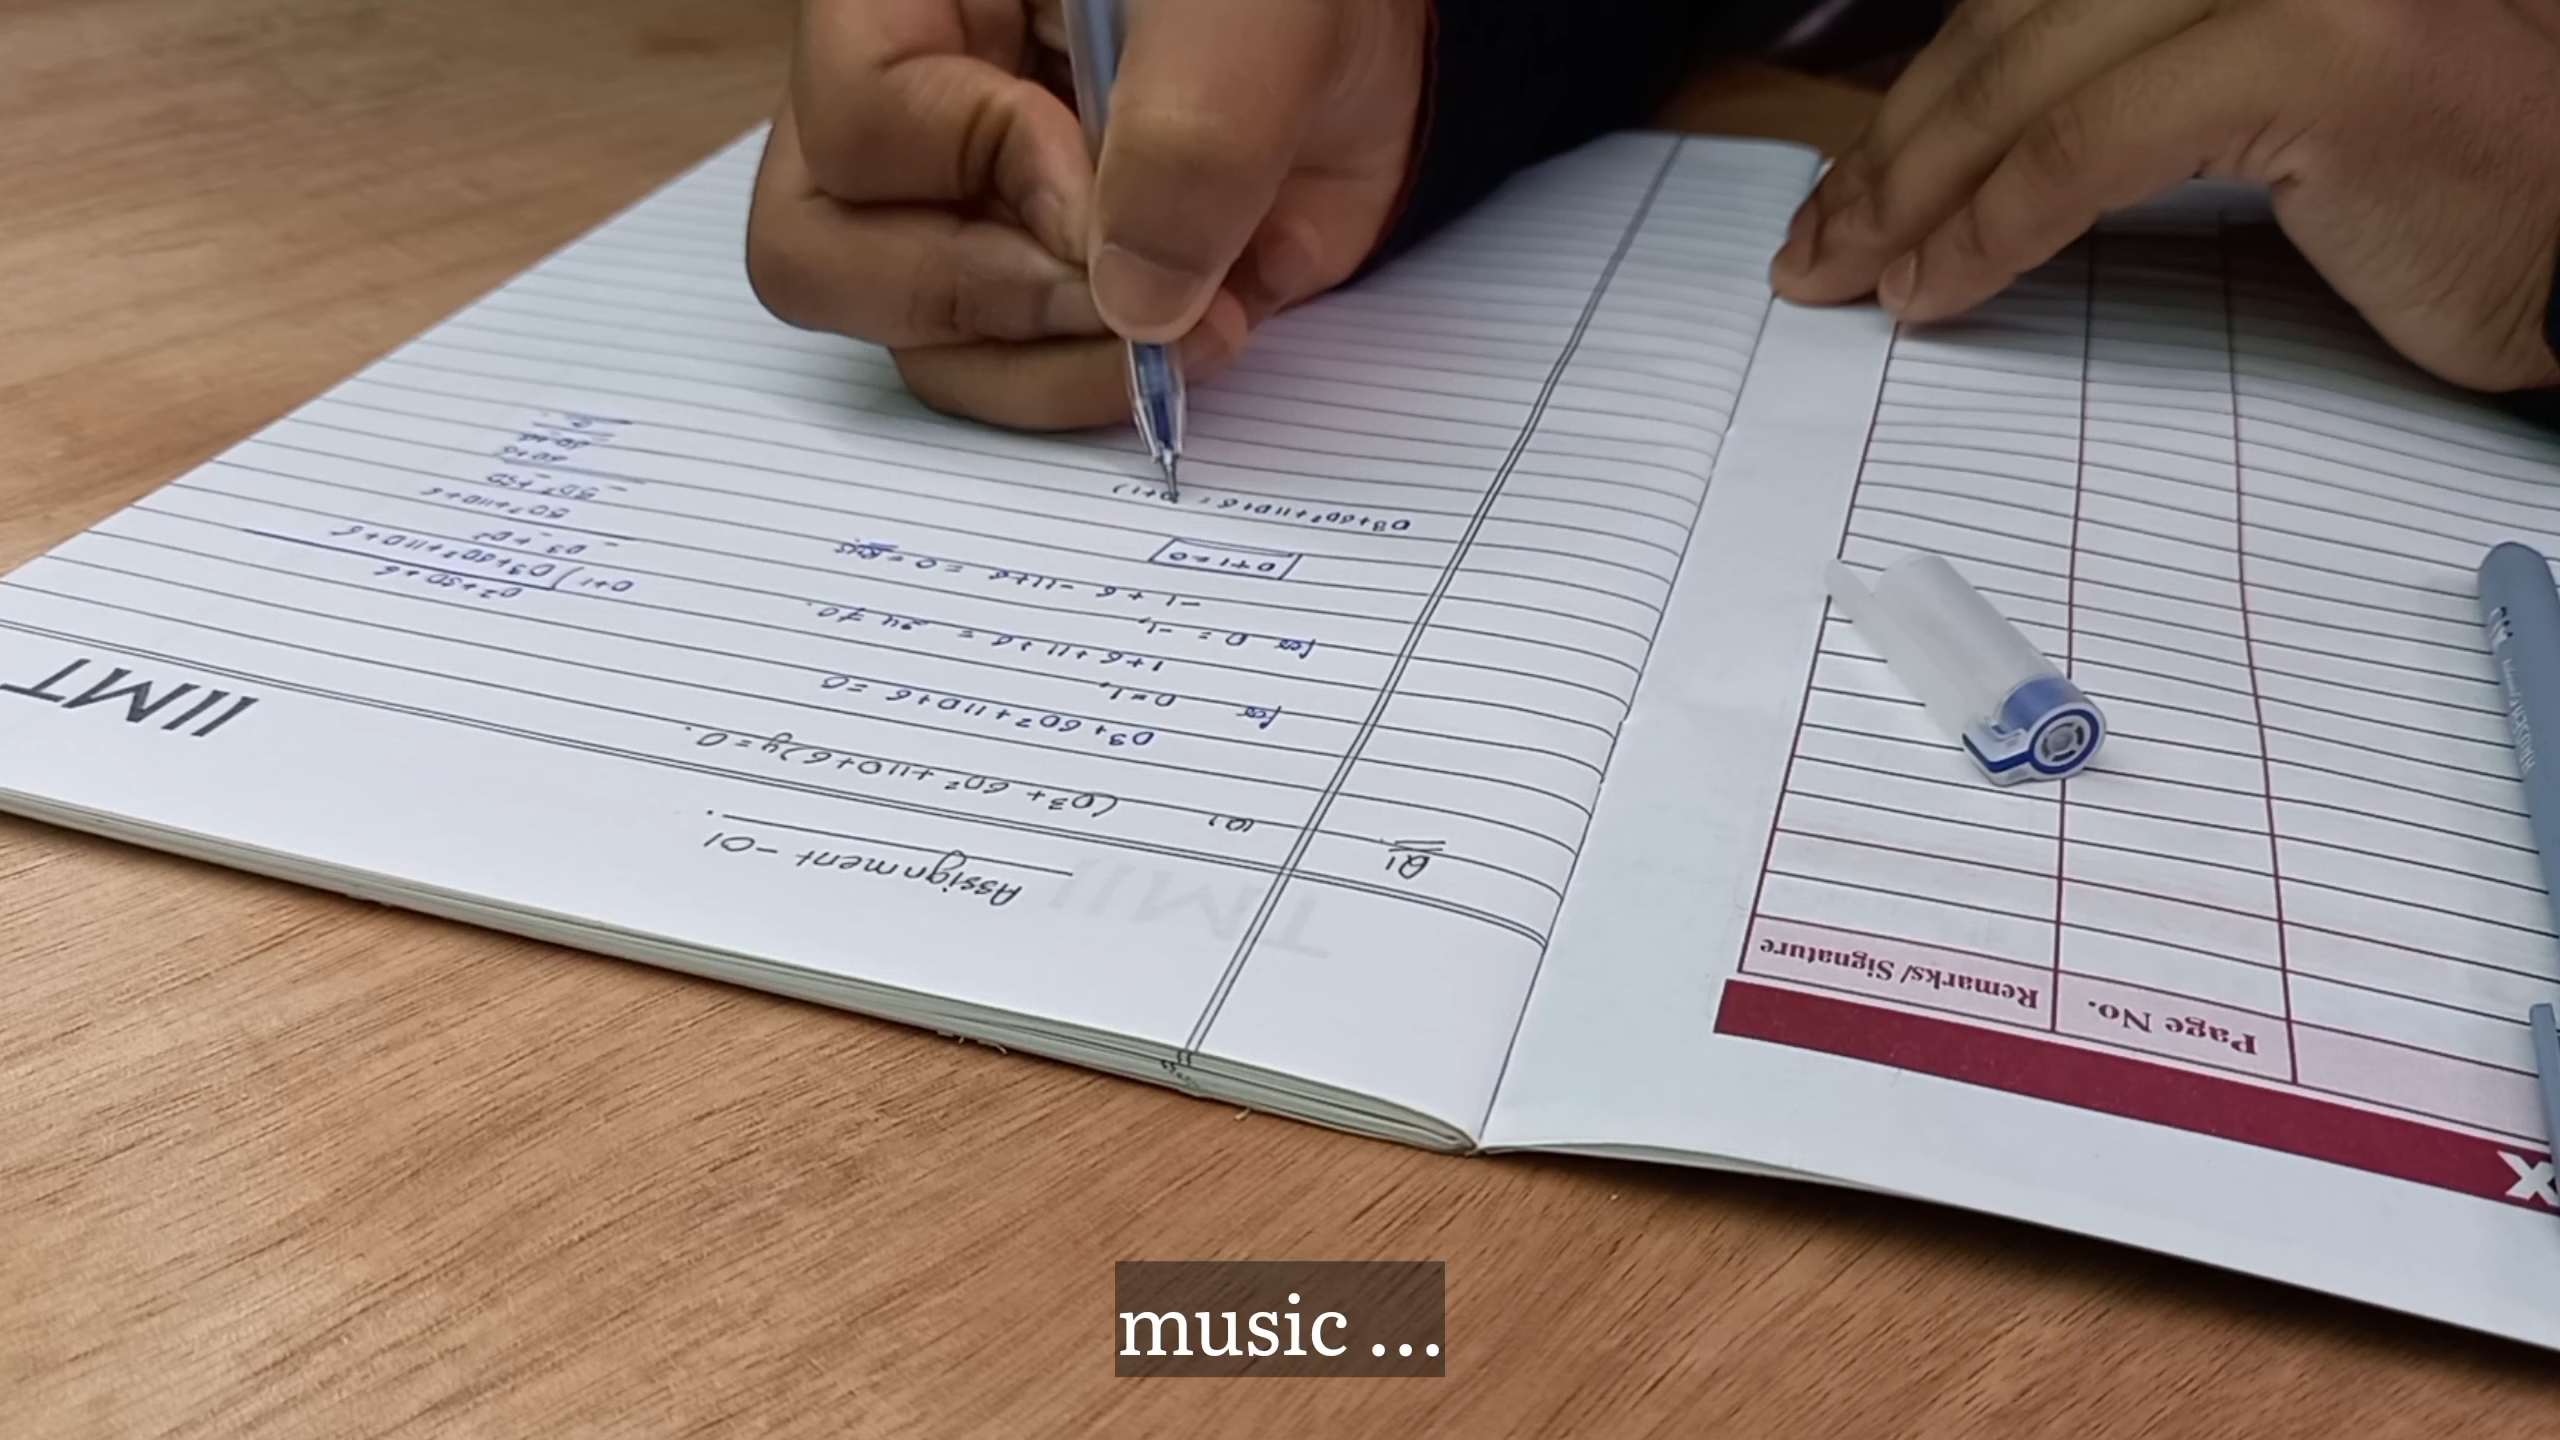 IIMT
Assignment - 01
Q1
(a) (D³ + 6D² + 11D + 6) y = 0.
D³ + 6D² + 11D + 6 = 0
for D = 1,
1 + 6 + 11 + 6 = 24 ≠ 0.
for D = -1,
-1 + 6 - 11 + 6 = 0 = RHS
D + 1 = 0
D³ + 6D² + 11D + 6 = D+1)
D² + 5D + 6
D+1 ) D³ + 6D² + 11D + 6
D³ + D²
- -
5D² + 11D + 6
5D² + 5D
- -
6D + 6
6D + 6
Page No.
Remarks/ Signature
X
music ...